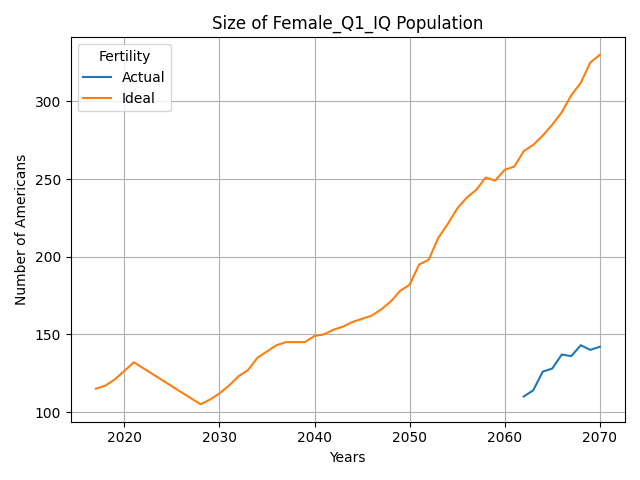 Size of Female_Q1_IQ Population
Fertility
Actual
Ideal
Number of Americans
300
250
200
150
100
2020
2030
2040
2050
2060
2070
Years